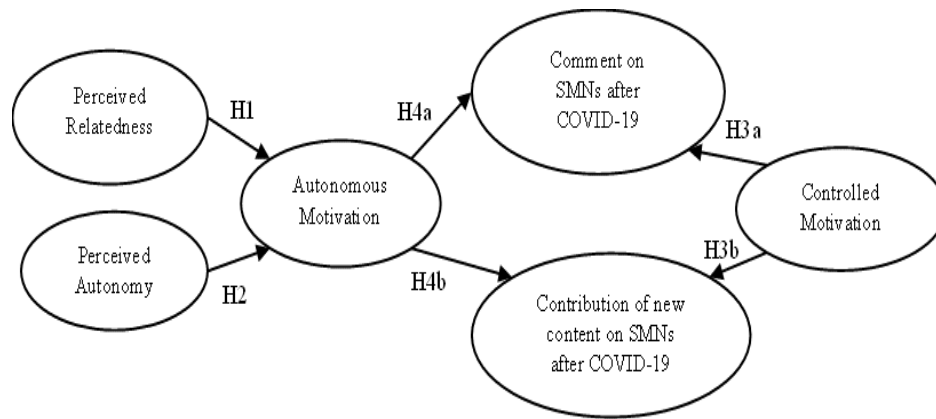 Perceived
Relatedness
H1
Perceived
Autonomy
H2
Autonomous
Motivation
H4a
H4b
Comment on
SMNs after
COVID-19
Contribution of new
content on SMNs
after COVID-19
H3a
H3b
Controlled
Motivation